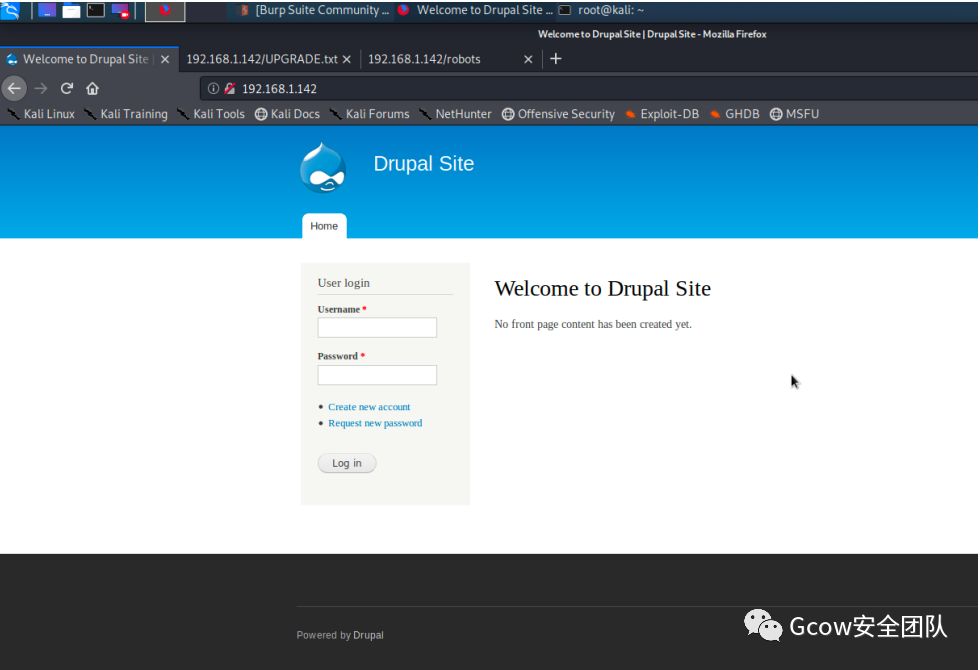 [Burp Suite Community ... Welcome to Drupal Site ... root@kali: ~
Welcome to Drupal Site | Drupal Site - Mozilla Firefox
Welcome to Drupal Site | 192.168.1.142/UPGRADE.txt 192.168.1.142/robots
192.168.1.142
Kali Linux Kali Training Kali Tools Kali Docs Kali Forums NetHunter Offensive Security Exploit-DB GHDB MSFU
Drupal Site
Home
User login
Username *
Password *
Create new account
Request new password
Log in
Welcome to Drupal Site
No front page content has been created yet.
Powered by Drupal
Gcow安全团队